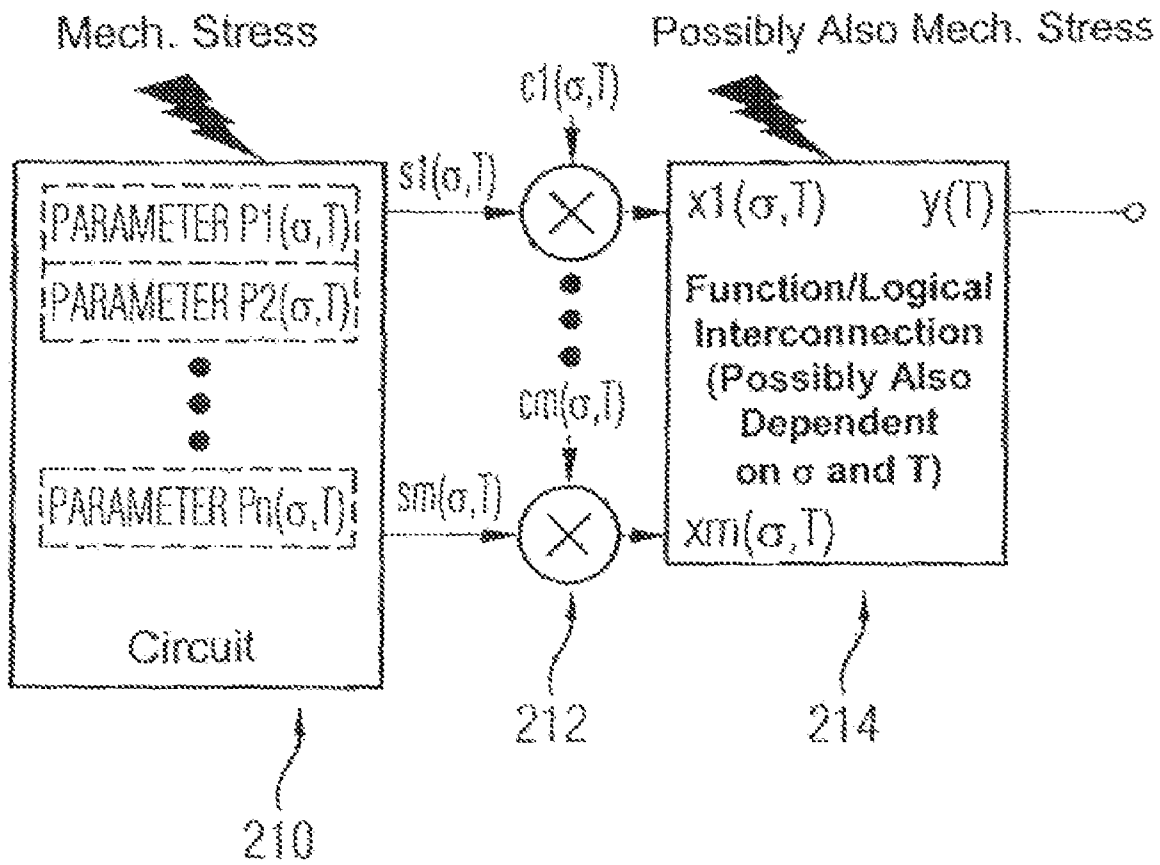 Mech. Stress
Possibly Also Mech. Stress
c1(σ,T)
s1(σ,T)
PARAMETER P1(σ,T)
PARAMETER P2(σ,T)
PARAMETER Pn(σ,T)
Circuit
cm(σ,T)
sm(σ,T)
x1(σ,T) y(T)
Function/Logical
Interconnection
(Possibly Also
Dependent
on σ and T)
xm(σ,T)
210
212
214